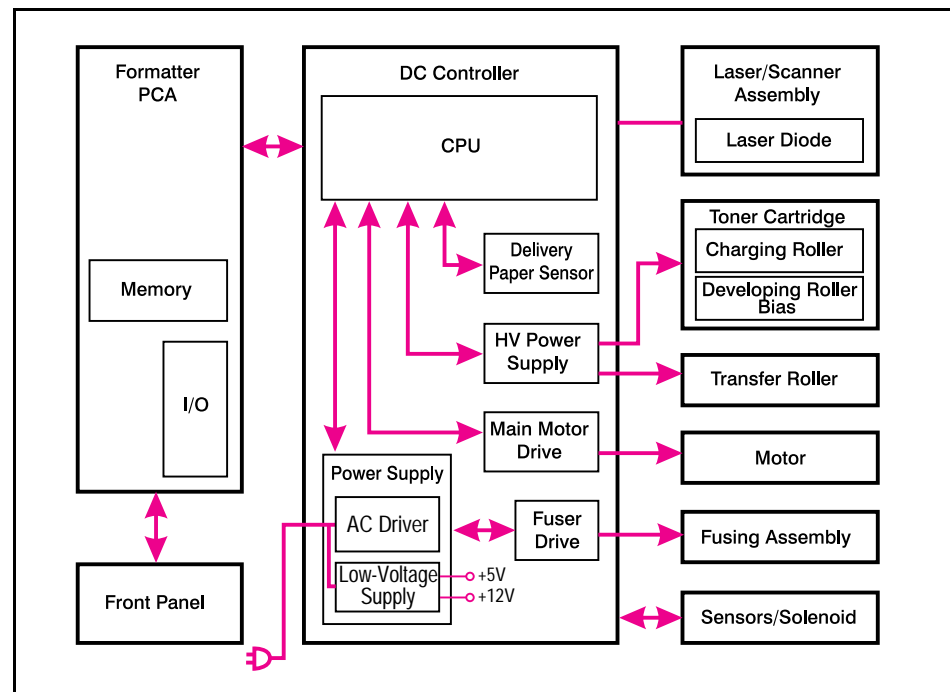 Formatter
PCA
Memory
I/O
Front Panel
DC Controller
CPU
Delivery
Paper Sensor
HV Power
Supply
Main Motor
Drive
Power Supply
AC Driver
Low-Voltage
Supply
+5V
+12V
Fuser
Drive
Laser/Scanner
Assembly
Laser Diode
Toner Cartridge
Charging Roller
Developing Roller
Bias
Transfer Roller
Motor
Fusing Assembly
Sensors/Solenoid